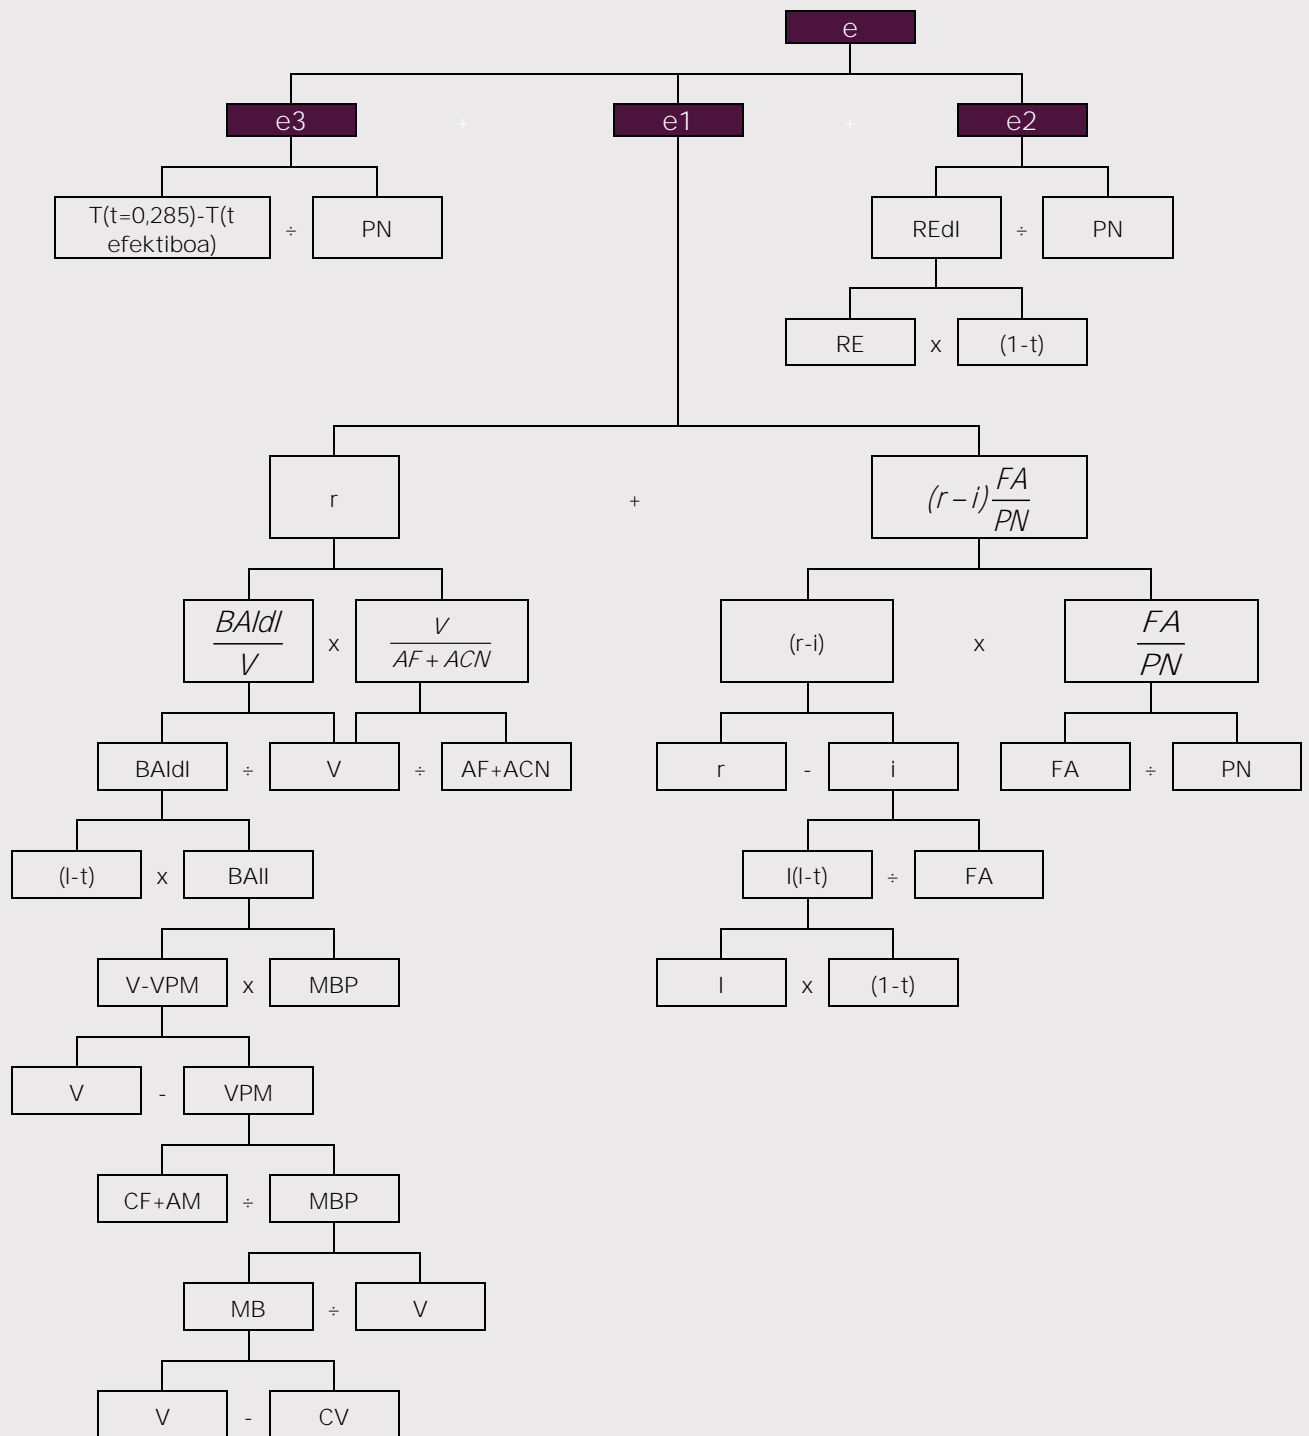 e
e3 + e1 + e2
T(t=0,285)-T(t
efektiboa)
÷ PN
REdI ÷ PN
RE x (1-t)
r + (r – i) FA
PN
BAIdI
V
x
V
AF + ACN
(r-i) x
FA
PN
BAIdI ÷ V ÷ AF+ACN
r - i
FA ÷ PN
(I-t) x BAII
I(I-t) ÷ FA
V-VPM x MBP
I x (1-t)
V - VPM
CF+AM ÷ MBP
MB ÷ V
V - CV